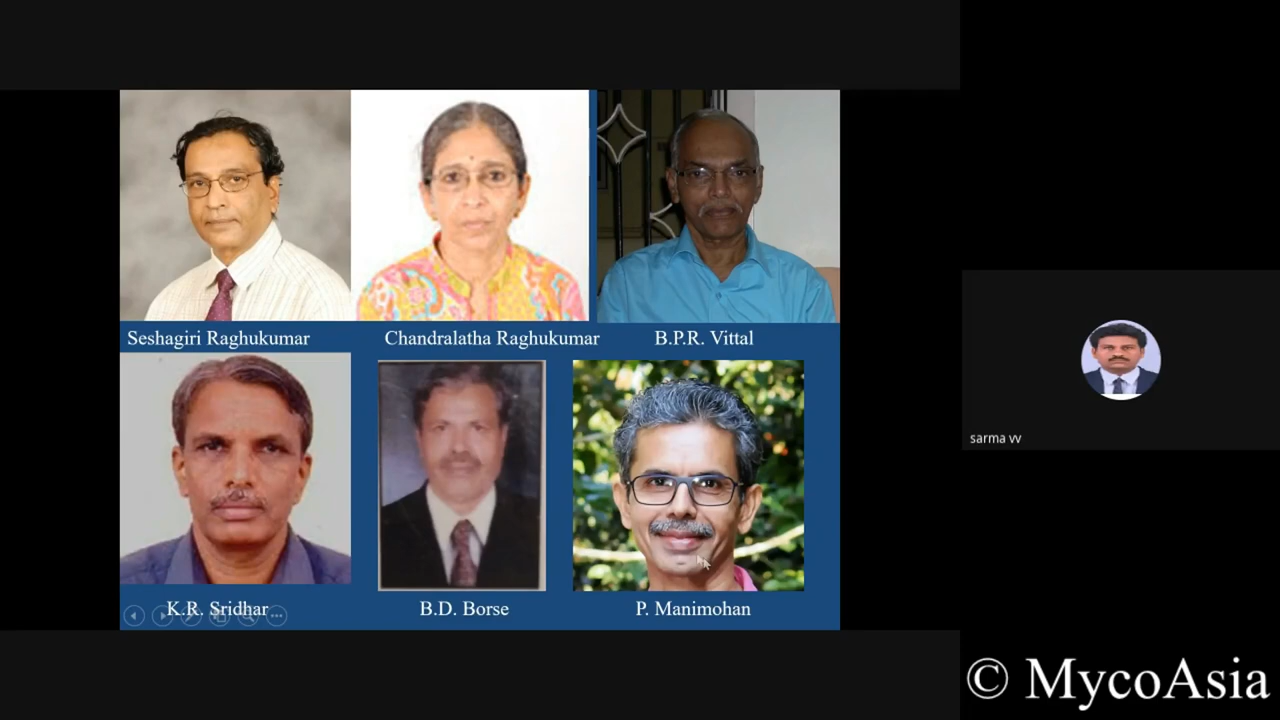 Seshagiri Raghukumar
Chandralatha Raghukumar
B.P.R. Vittal
K.R. Sridhar
B.D. Borse
P. Manimohan
sarma vv
© MycoAsia